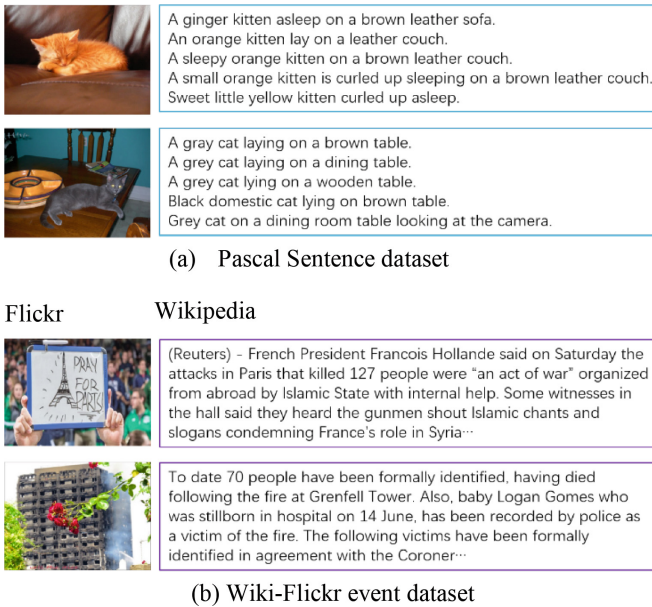 A ginger kitten asleep on a brown leather sofa.
An orange kitten lay on a leather couch.
A sleepy orange kitten on a brown leather couch.
A small orange kitten is curled up sleeping on a brown leather couch.
Sweet little yellow kitten curled up asleep.
A gray cat laying on a brown table.
A grey cat laying on a dining table.
A grey cat lying on a wooden table.
Black domestic cat lying on brown table.
Grey cat on a dining room table looking at the camera.
(a) Pascal Sentence dataset
Flickr
Wikipedia
PRAY
FOR
PARIS!
(Reuters) - French President Francois Hollande said on Saturday the
attacks in Paris that killed 127 people were “an act of war” organized
from abroad by Islamic State with internal help. Some witnesses in
the hall said they heard the gunmen shout Islamic chants and
slogans condemning France's role in Syria···
To date 70 people have been formally identified, having died
following the fire at Grenfell Tower. Also, baby Logan Gomes who
was stillborn in hospital on 14 June, has been recorded by police as
a victim of the fire. The following victims have been formally
identified in agreement with the Coroner···
(b) Wiki-Flickr event dataset